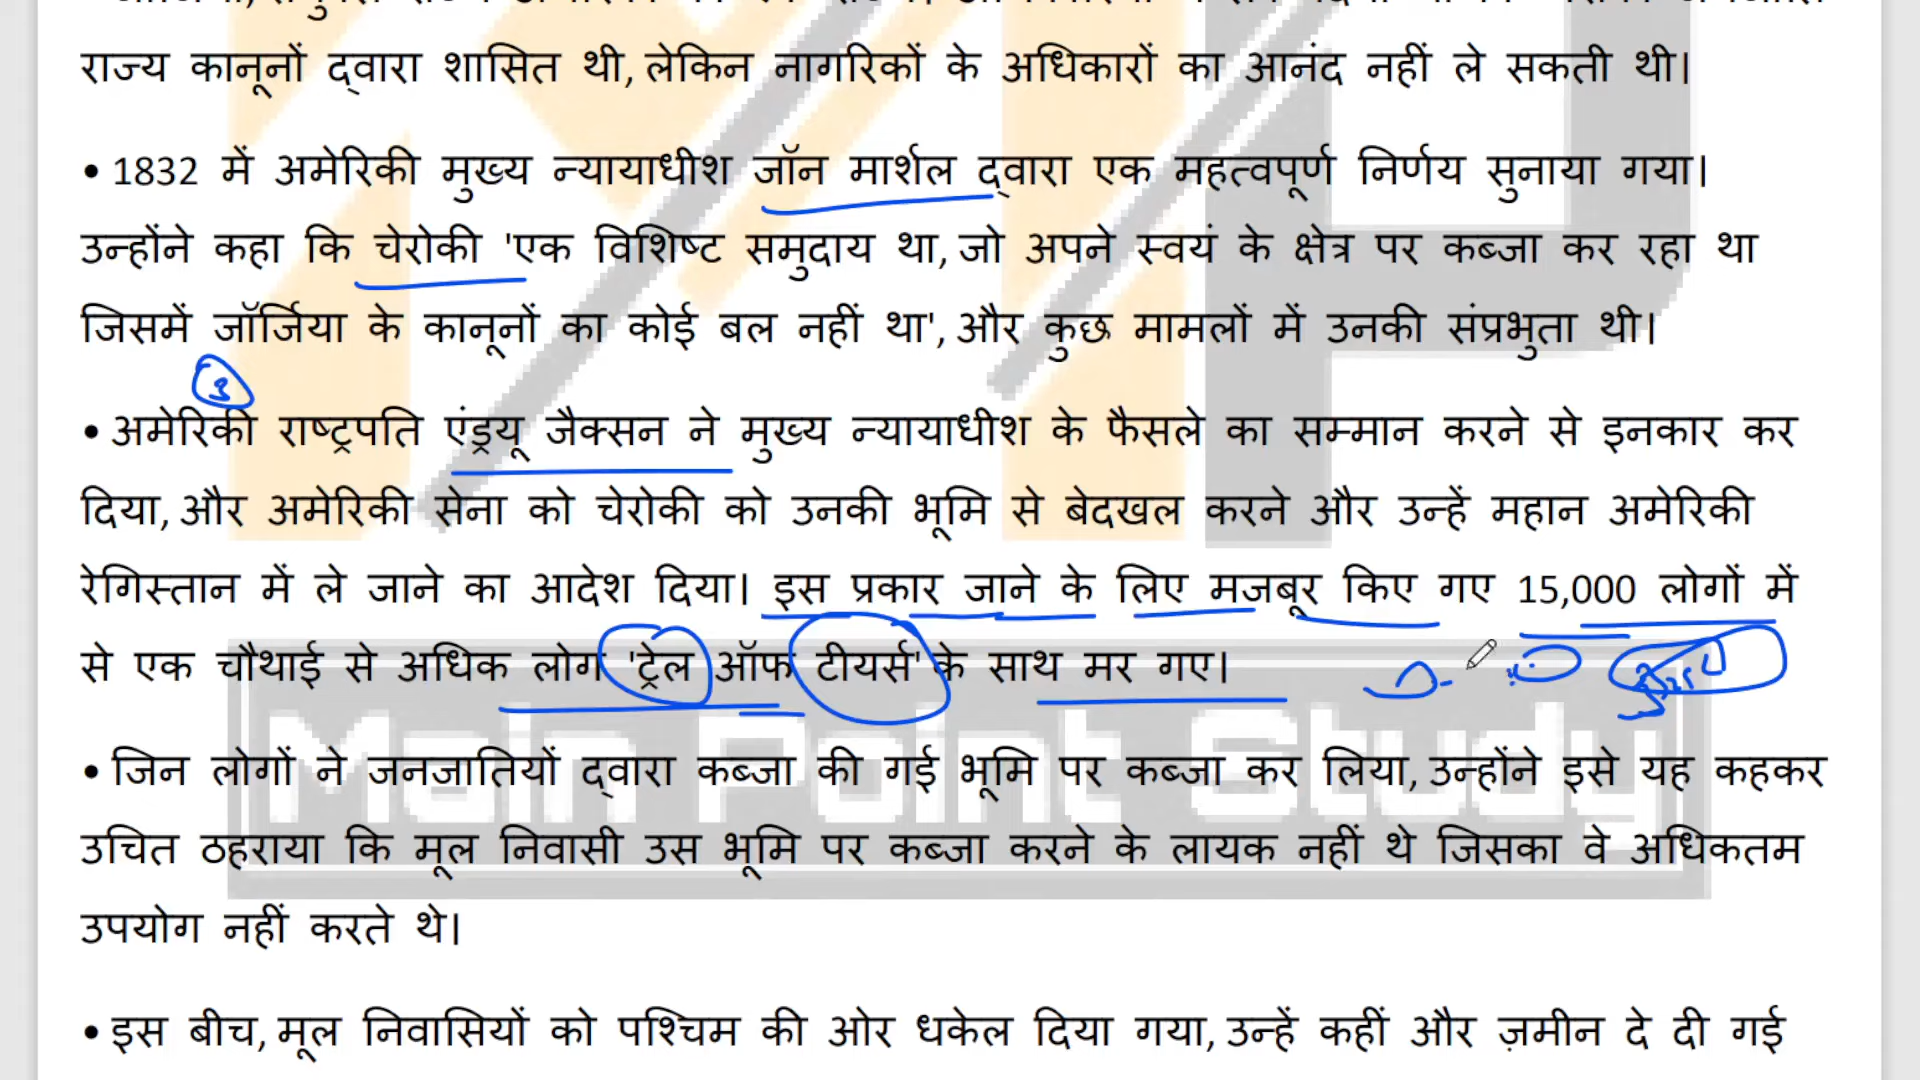 राज्य कानूनों द्वारा शासित थी, लेकिन नागरिकों के अधिकारों का आनंद नहीं ले सकती थी।
• 1832 में अमेरिकी मुख्य न्यायाधीश जॉन मार्शल द्वारा एक महत्वपूर्ण निर्णय सुनाया गया।
उन्होंने कहा कि चेरोकी 'एक विशिष्ट समुदाय था, जो अपने स्वयं के क्षेत्र पर कब्जा कर रहा था
जिसमें जॉर्जिया के कानूनों का कोई बल नहीं था', और कुछ मामलों में उनकी संप्रभुता थी।
3
• अमेरिकी राष्ट्रपति एंड्रयू जैक्सन ने मुख्य न्यायाधीश के फैसले का सम्मान करने से इनकार कर
दिया, और अमेरिकी सेना को चेरोकी को उनकी भूमि से बेदखल करने और उन्हें महान अमेरिकी
रेगिस्तान में ले जाने का आदेश दिया। इस प्रकार जाने के लिए मजबूर किए गए 15,000 लोगों में
से एक चौथाई से अधिक लोग 'ट्रेल ऑफ टीयर्स' के साथ मर गए।
Main Point Study
• जिन लोगों ने जनजातियों द्वारा कब्जा की गई भूमि पर कब्जा कर लिया, उन्होंने इसे यह कहकर
उचित ठहराया कि मूल निवासी उस भूमि पर कब्जा करने के लायक नहीं थे जिसका वे अधिकतम
उपयोग नहीं करते थे।
• इस बीच, मूल निवासियों को पश्चिम की ओर धकेल दिया गया, उन्हें कहीं और ज़मीन दे दी गई